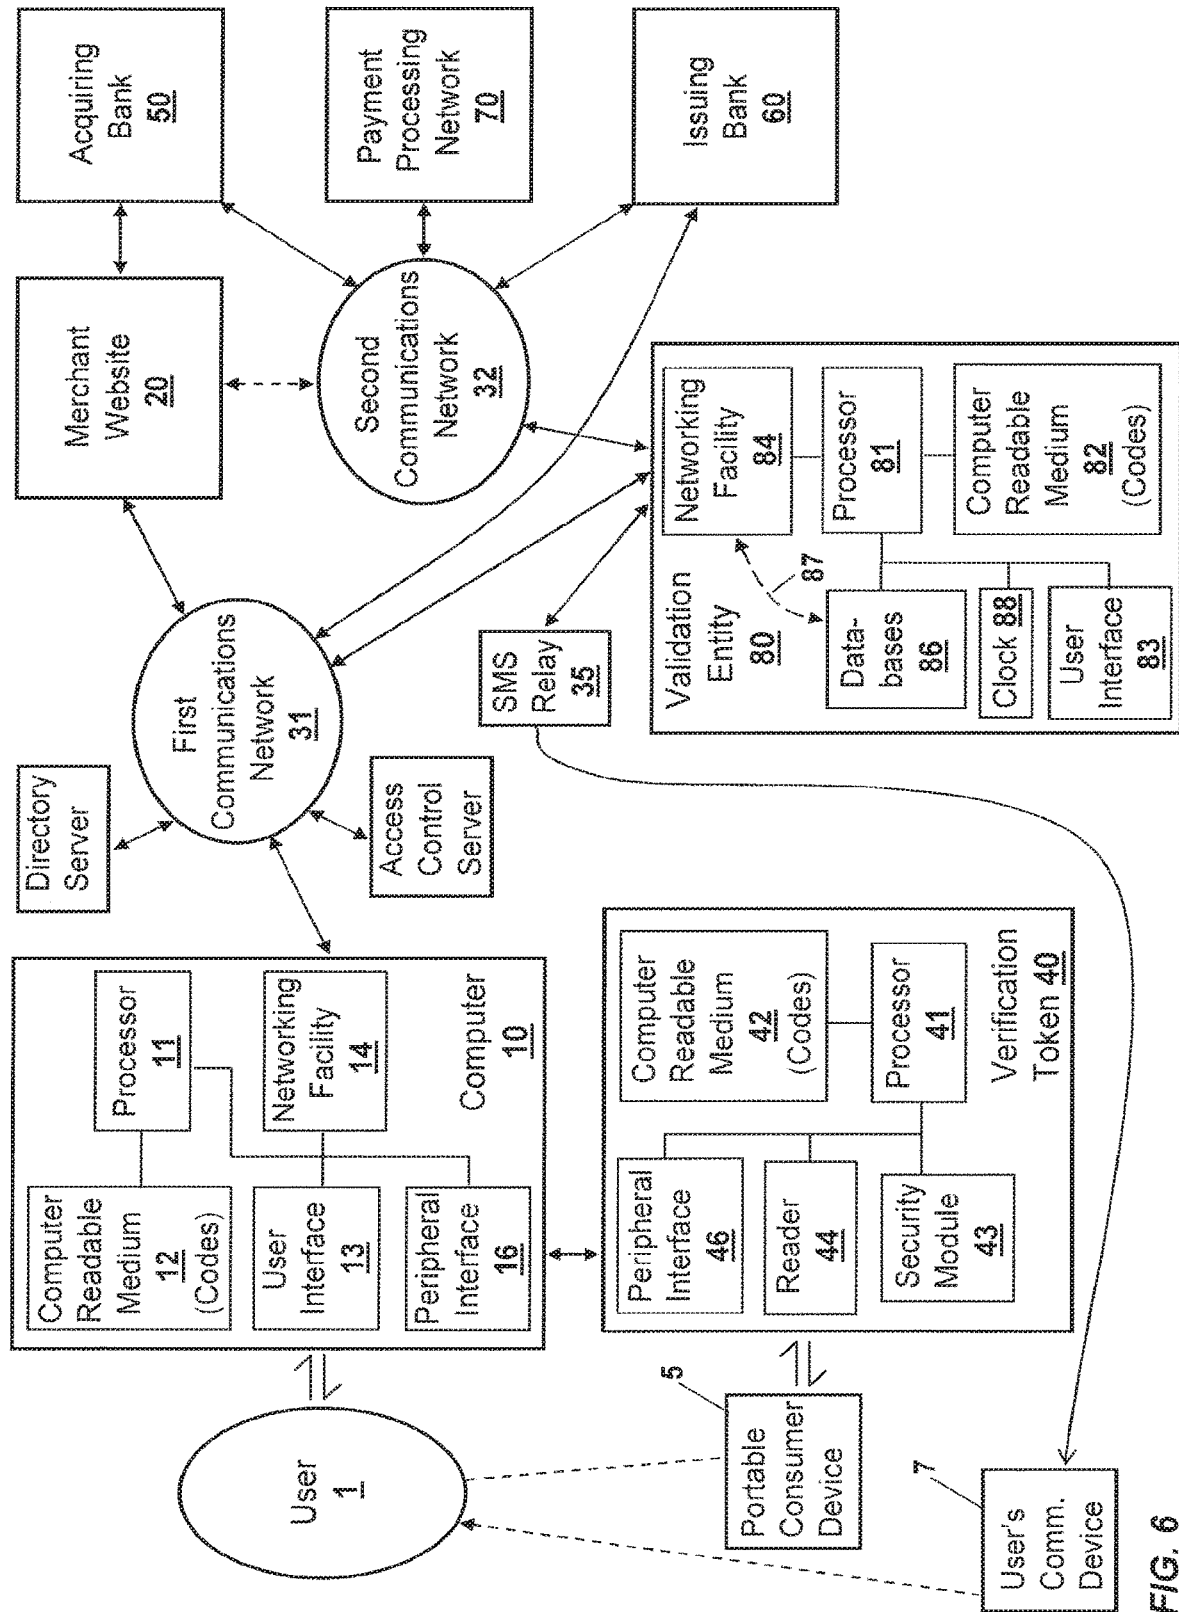 User
1
Computer
Readable
Medium
12
(Codes)
Processor
11
User
Interface
13
Networking
Facility
14
Peripheral
Interface
16
Computer
10
Directory
Server
First
Communications
Network
31
Access
Control
Server
Merchant
Website
20
Acquiring
Bank
50
Second
Communications
Network
32
Payment
Processing
Network
70
Issuing
Bank
60
5
Portable
Consumer
Device
Peripheral
Interface
46
Reader
44
Security
Module
43
Computer
Readable
Medium
42
(Codes)
Processor
41
Verification
Token 40
SMS
Relay
35
Validation
Entity
80
87
Networking
Facility
84
Data-
bases
86
Processor
81
Clock 88
User
Interface
83
Computer
Readable
Medium
82
(Codes)
7
User's
Comm.
Device
FIG. 6